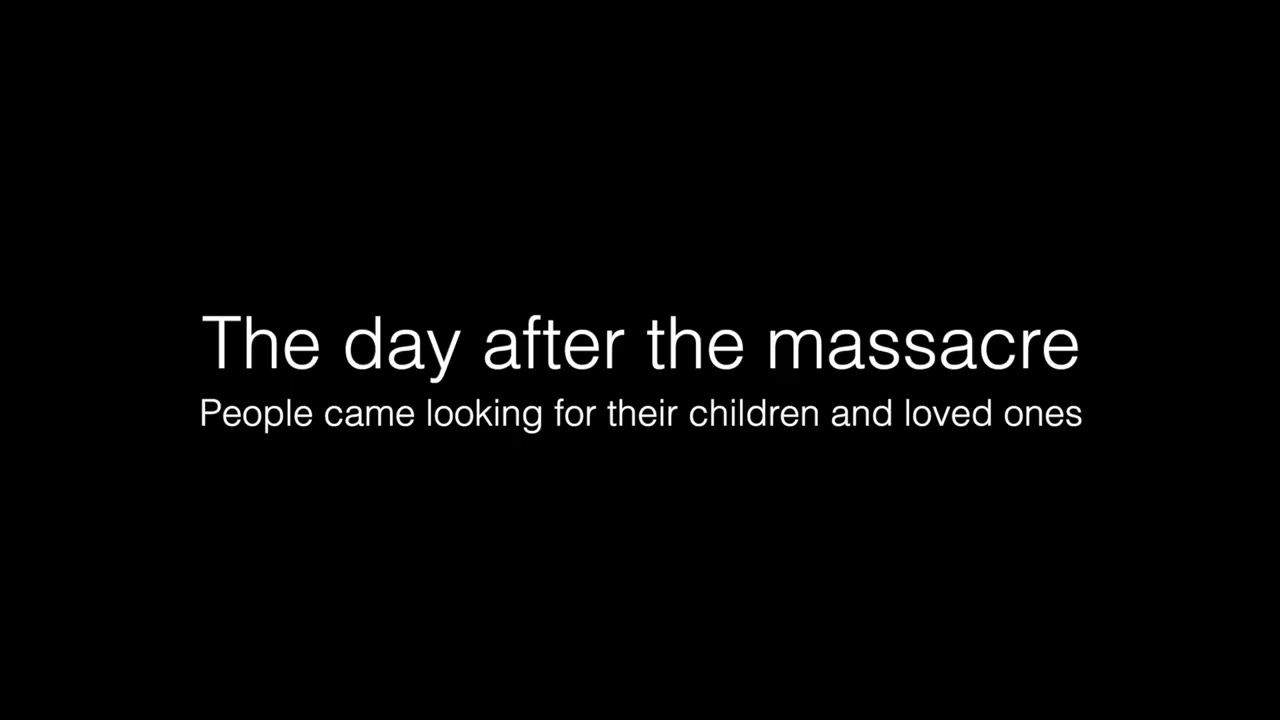 The day after the massacre
People came looking for their children and loved ones